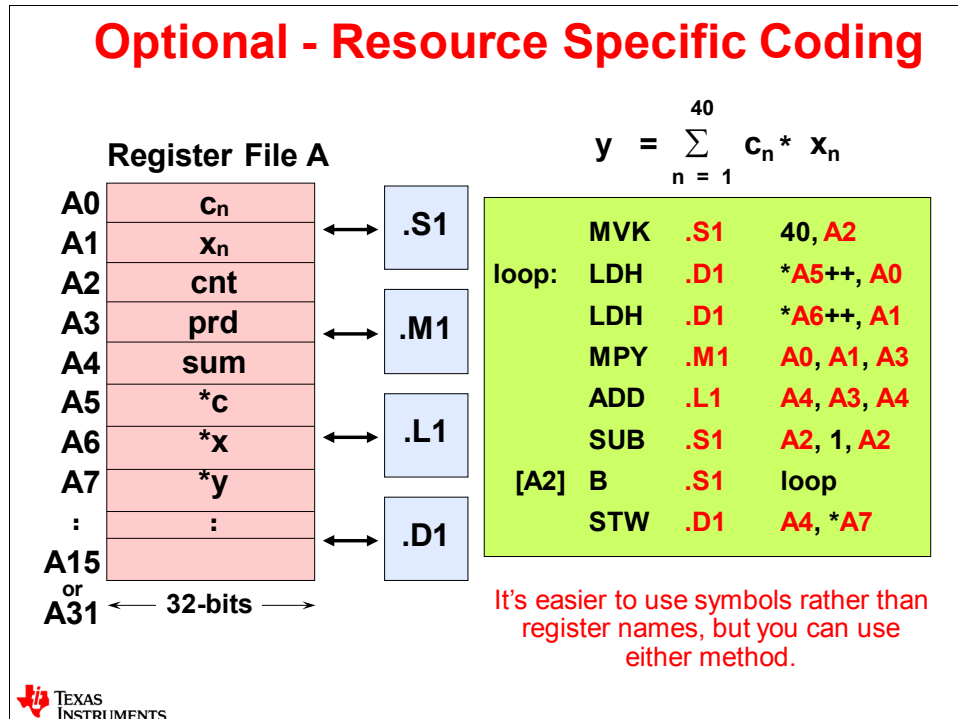 Optional - Resource Specific Coding
40
y = Σ cn * xn
n = 1
Register File A
A0 cn
A1 xn
A2 cnt
A3 prd
A4 sum
A5 *c
A6 *x
A7 *y
: :
A15
or
A31
32-bits
.S1
.M1
.L1
.D1
MVK .S1 40, A2
loop: LDH .D1 *A5++, A0
LDH .D1 *A6++, A1
MPY .M1 A0, A1, A3
ADD .L1 A4, A3, A4
SUB .S1 A2, 1, A2
[A2] B .S1 loop
STW .D1 A4, *A7
It's easier to use symbols rather than
register names, but you can use
either method.
TEXAS
INSTRUMENTS